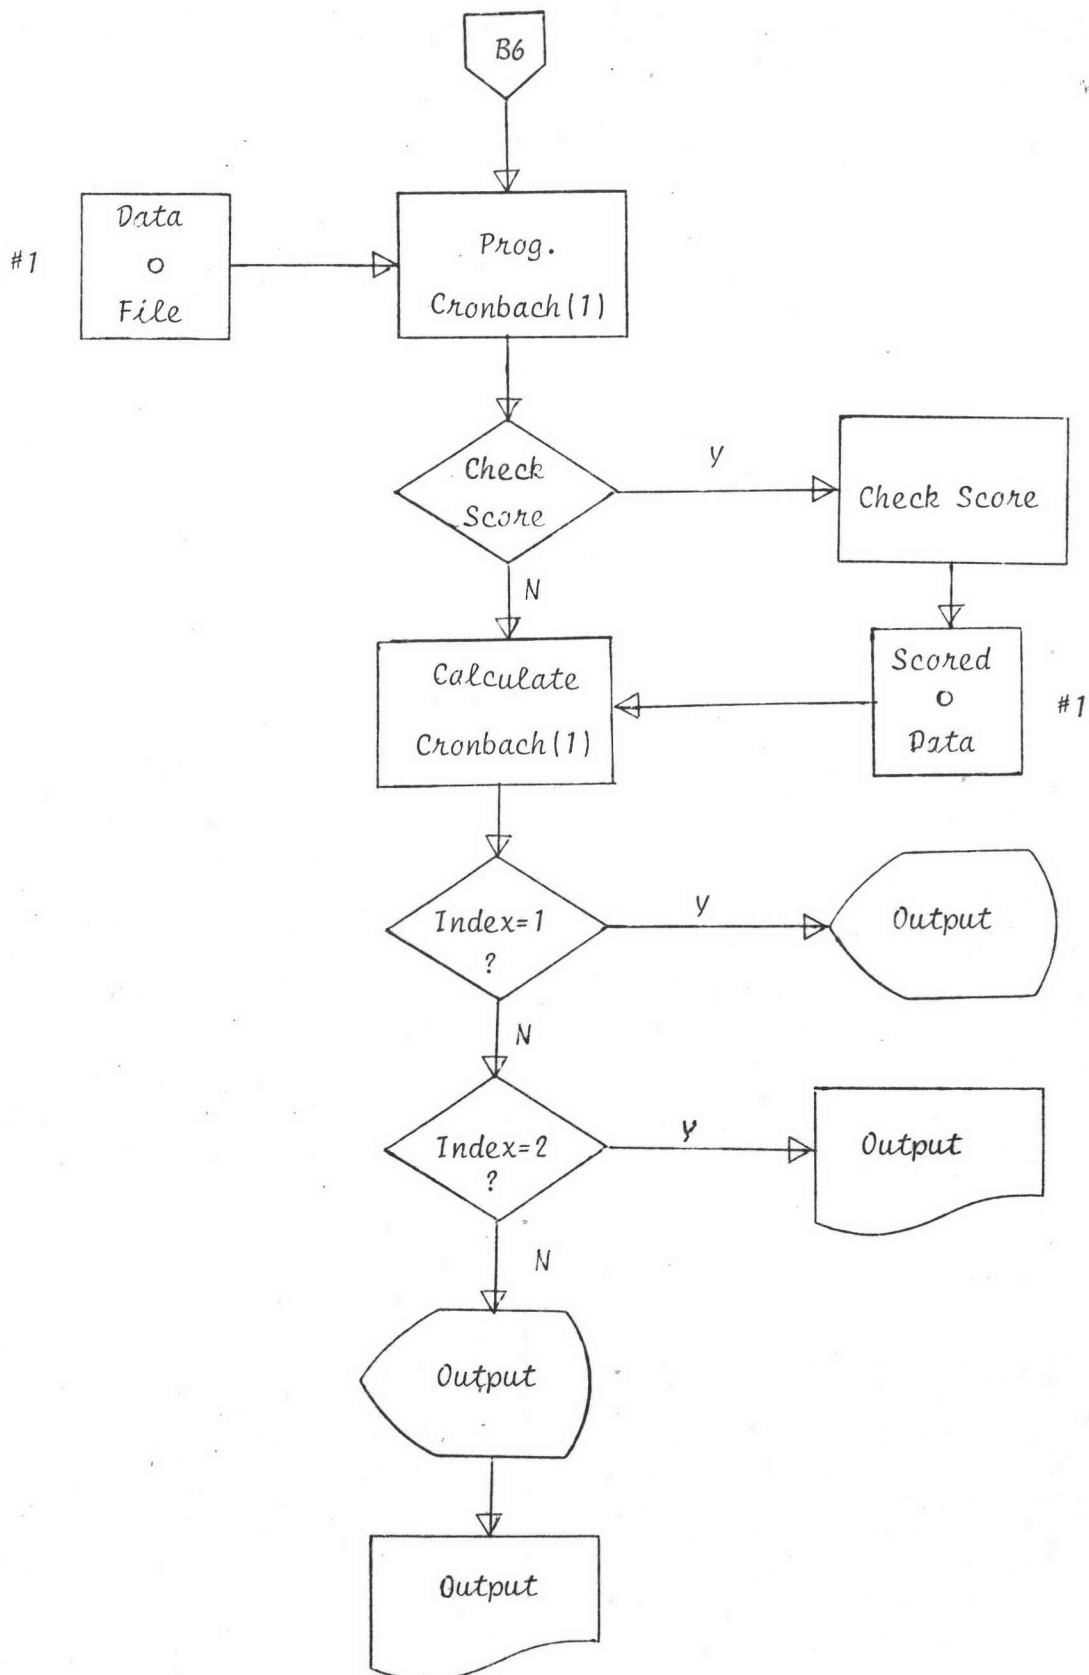 B6
#1
Data
o
File
Prog.
Cronbach(1)
Check
Score
Y
Check Score
N
Calculate
Cronbach(1)
Scored
o
Data
#1
Index=1
?
Y
Output
N
Index=2
?
Y
Output
N
Output
Output